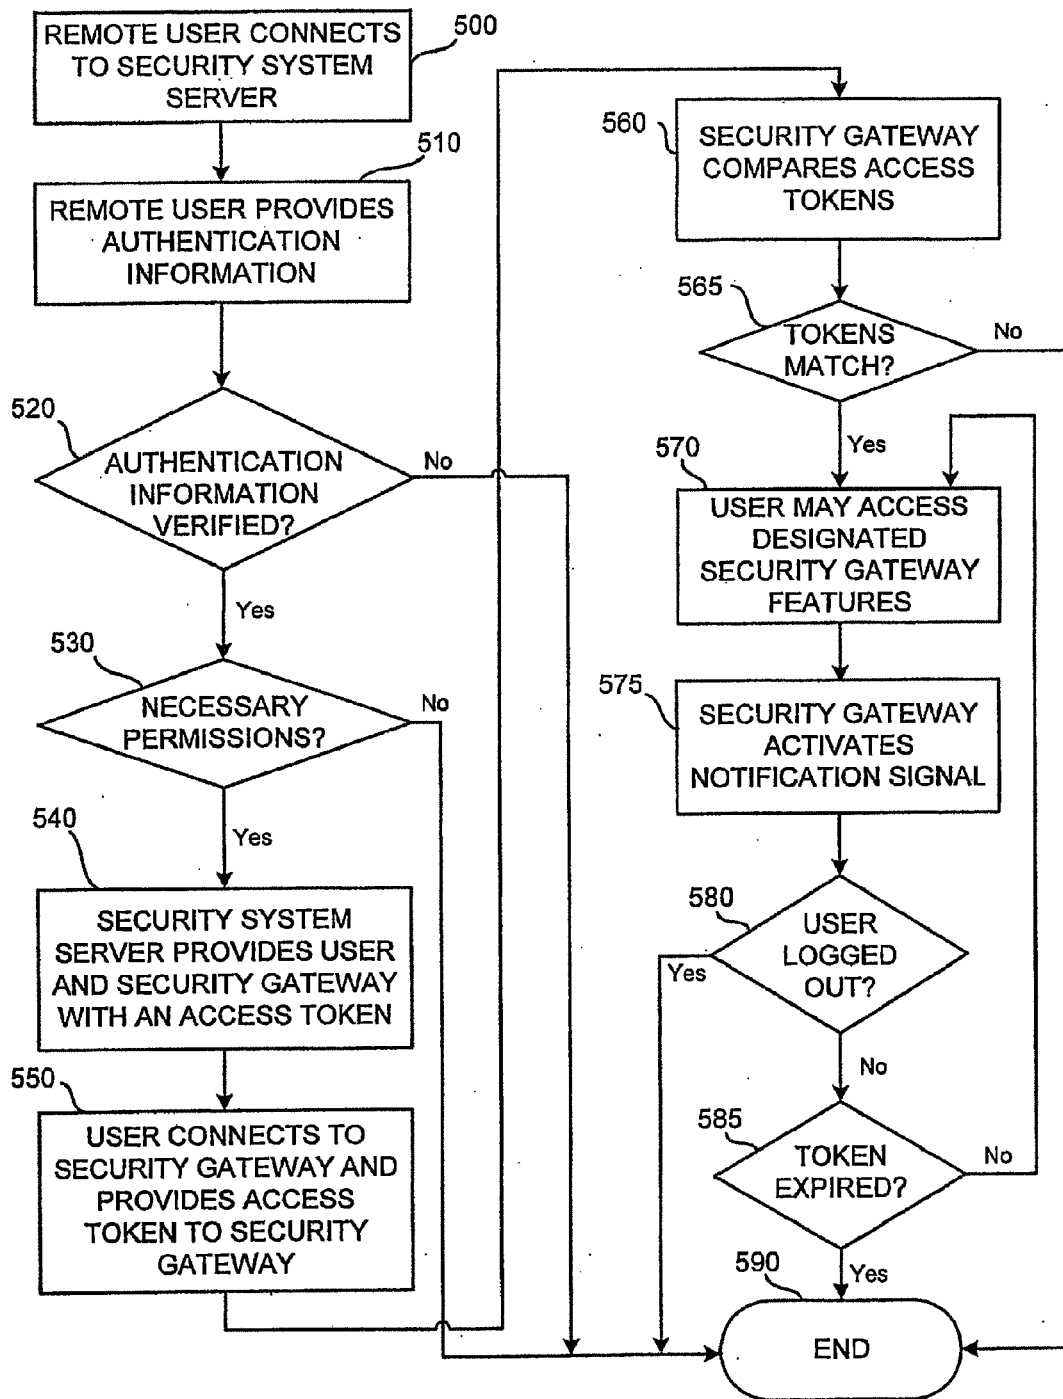 REMOTE USER CONNECTS
TO SECURITY SYSTEM
SERVER
500
510
REMOTE USER PROVIDES
AUTHENTICATION
INFORMATION
520
AUTHENTICATION
INFORMATION
VERIFIED?
No
Yes
530
NECESSARY
PERMISSIONS?
No
Yes
540
SECURITY SYSTEM
SERVER PROVIDES USER
AND SECURITY GATEWAY
WITH AN ACCESS TOKEN
550
USER CONNECTS TO
SECURITY GATEWAY AND
PROVIDES ACCESS
TOKEN TO SECURITY
GATEWAY
560
SECURITY GATEWAY
COMPARES ACCESS
TOKENS
565
TOKENS
MATCH?
No
Yes
570
USER MAY ACCESS
DESIGNATED
SECURITY GATEWAY
FEATURES
575
SECURITY GATEWAY
ACTIVATES
NOTIFICATION SIGNAL
580
USER
LOGGED
OUT?
Yes
No
585
TOKEN
EXPIRED?
No
Yes
590
END